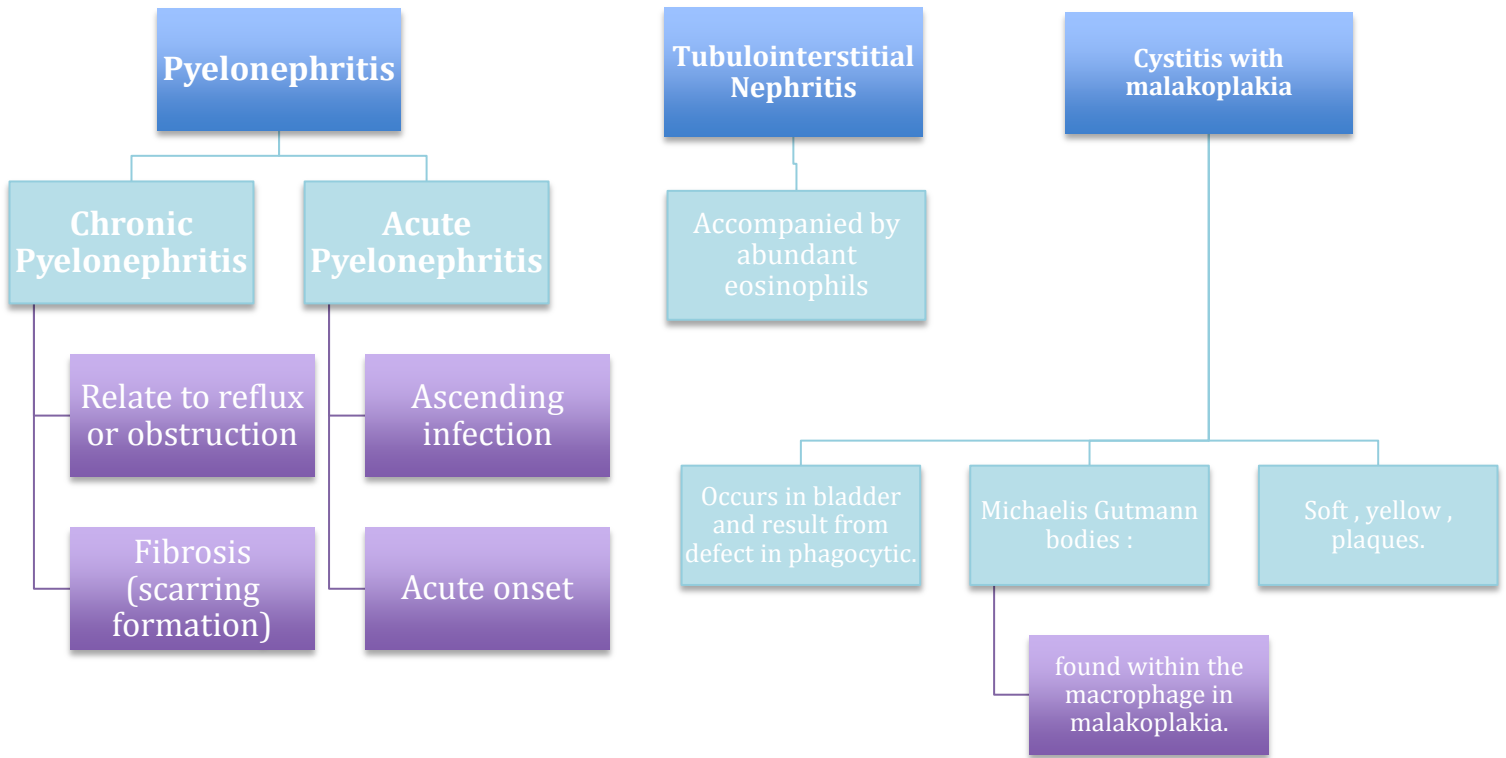 Pyelonephritis
Chronic
Pyelonephritis
Relate to reflux
or obstruction
Fibrosis
(scarring
formation)
Acute
Pyelonephritis
Ascending
infection
Acute onset
Tubulointerstitial
Nephritis
Accompanied by
abundant
eosinophils
Cystitis with
malakoplakia
Occurs in bladder
and result from
defect in phagocytic.
Michaelis Gutmann
bodies :
found within the
macrophage in
malakoplakia.
Soft , yellow ,
plaques.